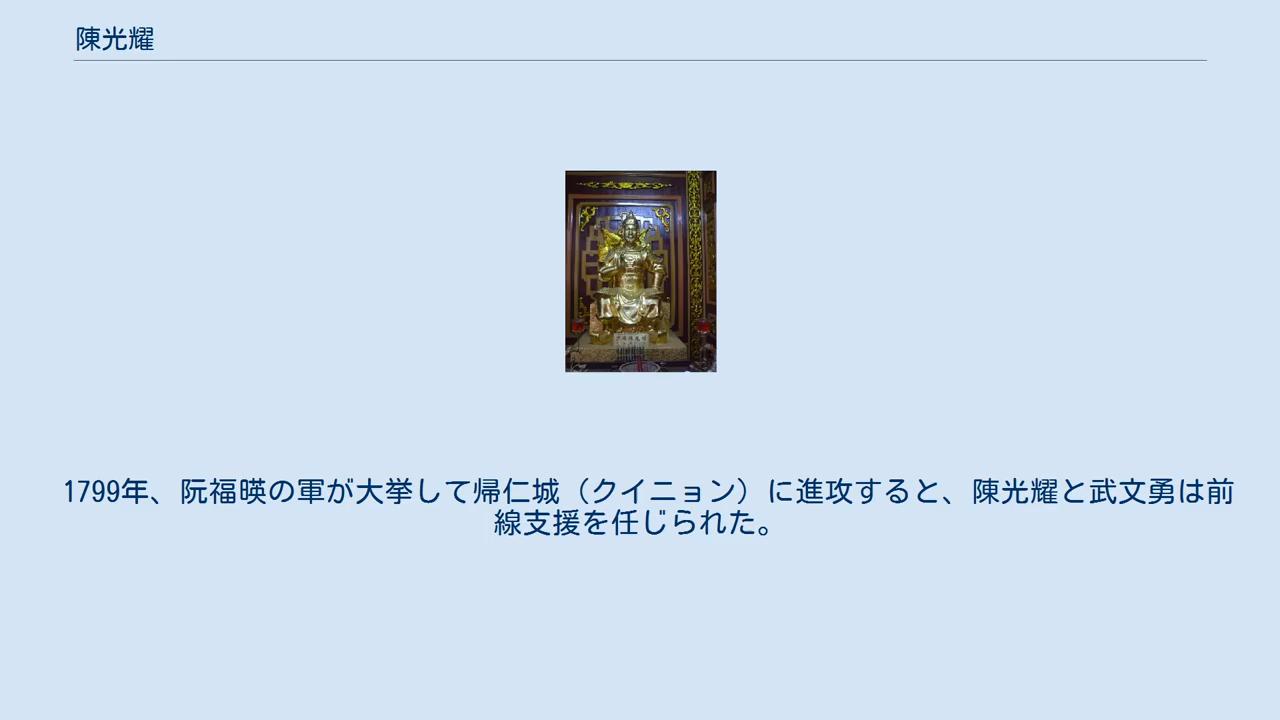 陳光耀
1799年、阮福暎の軍が大挙して帰仁城（クイニョン）に進攻すると、陳光耀と武文勇は前
線支援を任じられた。